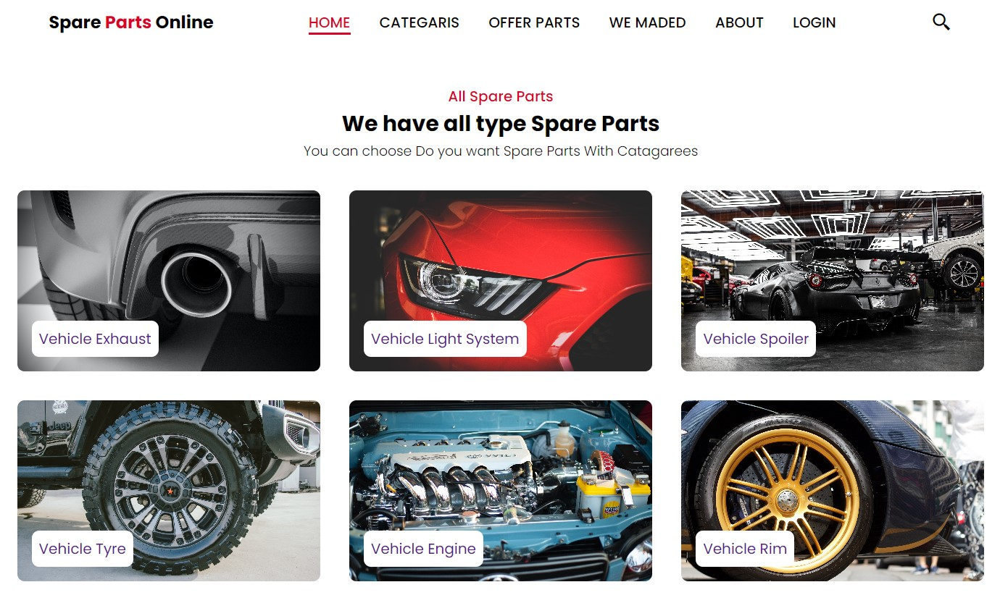 Spare Parts Online
HOME
CATEGARIS
OFFER PARTS
WE MADED
ABOUT
LOGIN
All Spare Parts
We have all type Spare Parts
You can choose Do you want Spare Parts With Catagarees
Vehicle Exhaust
Vehicle Light System
Vehicle Spoiler
Jeep
Vehicle Tyre
Vehicle Engine
Vehicle Rim